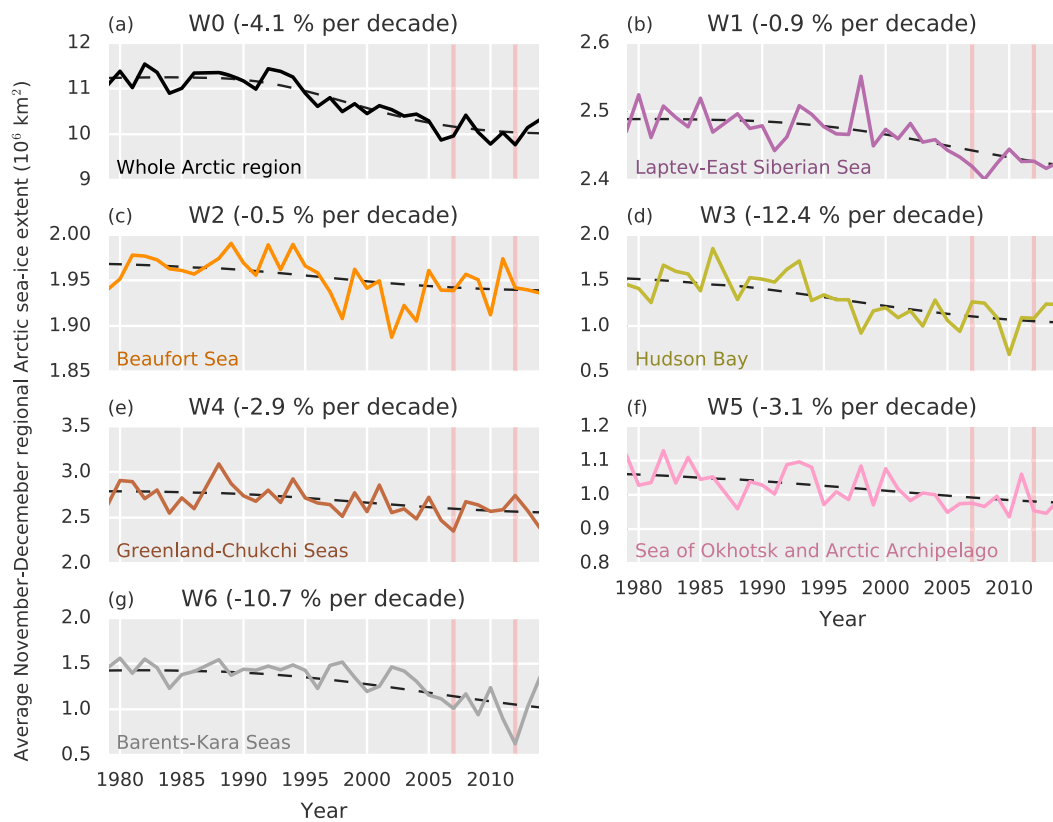 Average November-Decemeber regional Arctic sea-ice extent (10⁶ km²)
(a) W0 (-4.1 % per decade)
12
11
10
9
Whole Arctic region
(b) W1 (-0.9 % per decade)
2.6
2.5
2.4
Laptev-East Siberian Sea
(c) W2 (-0.5 % per decade)
2.00
1.95
1.90
1.85
Beaufort Sea
(d) W3 (-12.4 % per decade)
2.0
1.5
1.0
0.5
Hudson Bay
(e) W4 (-2.9 % per decade)
3.5
3.0
2.5
2.0
Greenland-Chukchi Seas
(f) W5 (-3.1 % per decade)
1.2
1.1
1.0
0.9
0.8
Sea of Okhotsk and Arctic Archipelago
1980 1985 1990 1995 2000 2005 2010
Year
(g) W6 (-10.7 % per decade)
2.0
1.5
1.0
0.5
Barents-Kara Seas
1980 1985 1990 1995 2000 2005 2010
Year